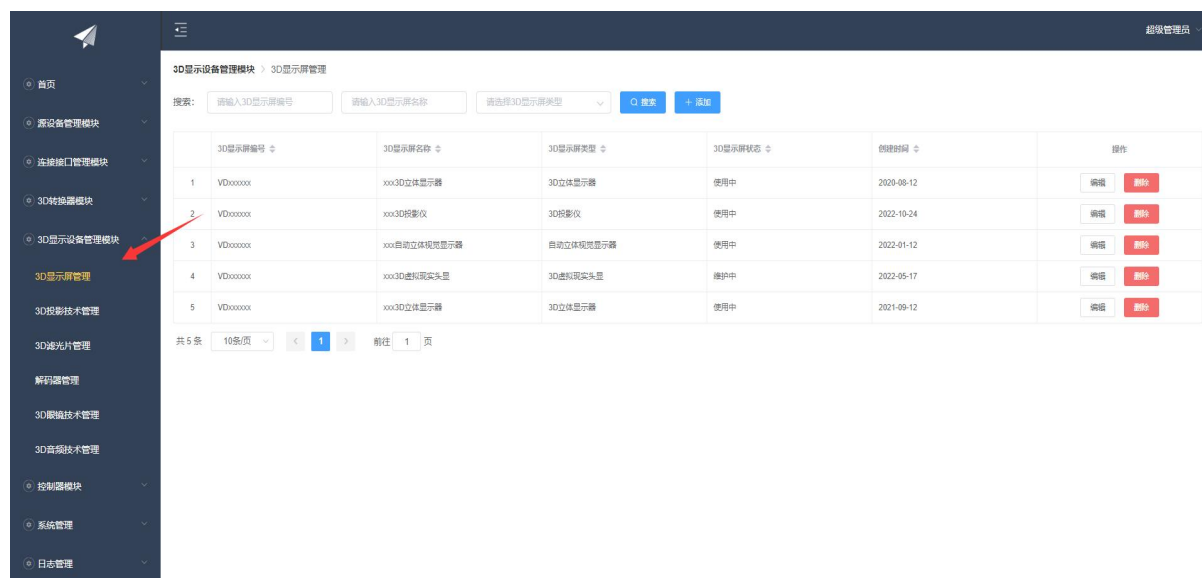 超级管理员
首页
源设备管理模块
连接接口管理模块
3D转换器模块
3D显示设备管理模块
3D显示屏管理
3D投影技术管理
3D滤光片管理
解码器管理
3D眼镜技术管理
3D音频技术管理
控制器模块
系统管理
日志管理
3D显示设备管理模块 > 3D显示屏管理
搜索: 请输入3D显示屏编号 请输入3D显示屏名称 请选择3D显示屏类型 搜索 + 添加
3D显示屏编号 3D显示屏名称 3D显示屏类型 3D显示屏状态 创建时间 操作
1 VDxxxxxx xxx3D立体显示器 3D立体显示器 使用中 2020-08-12 编辑 删除
2 VDxxxxxx xxx3D投影仪 3D投影仪 使用中 2022-10-24 编辑 删除
3 VDxxxxxx xxx自动立体视觉显示器 自动立体视觉显示器 使用中 2022-01-12 编辑 删除
4 VDxxxxxx xxx3D虚拟现实头显 3D虚拟现实头显 维护中 2022-05-17 编辑 删除
5 VDxxxxxx xxx3D立体显示器 3D立体显示器 使用中 2021-09-12 编辑 删除
共 5 条 10条/页 < 1 > 前往 1 页